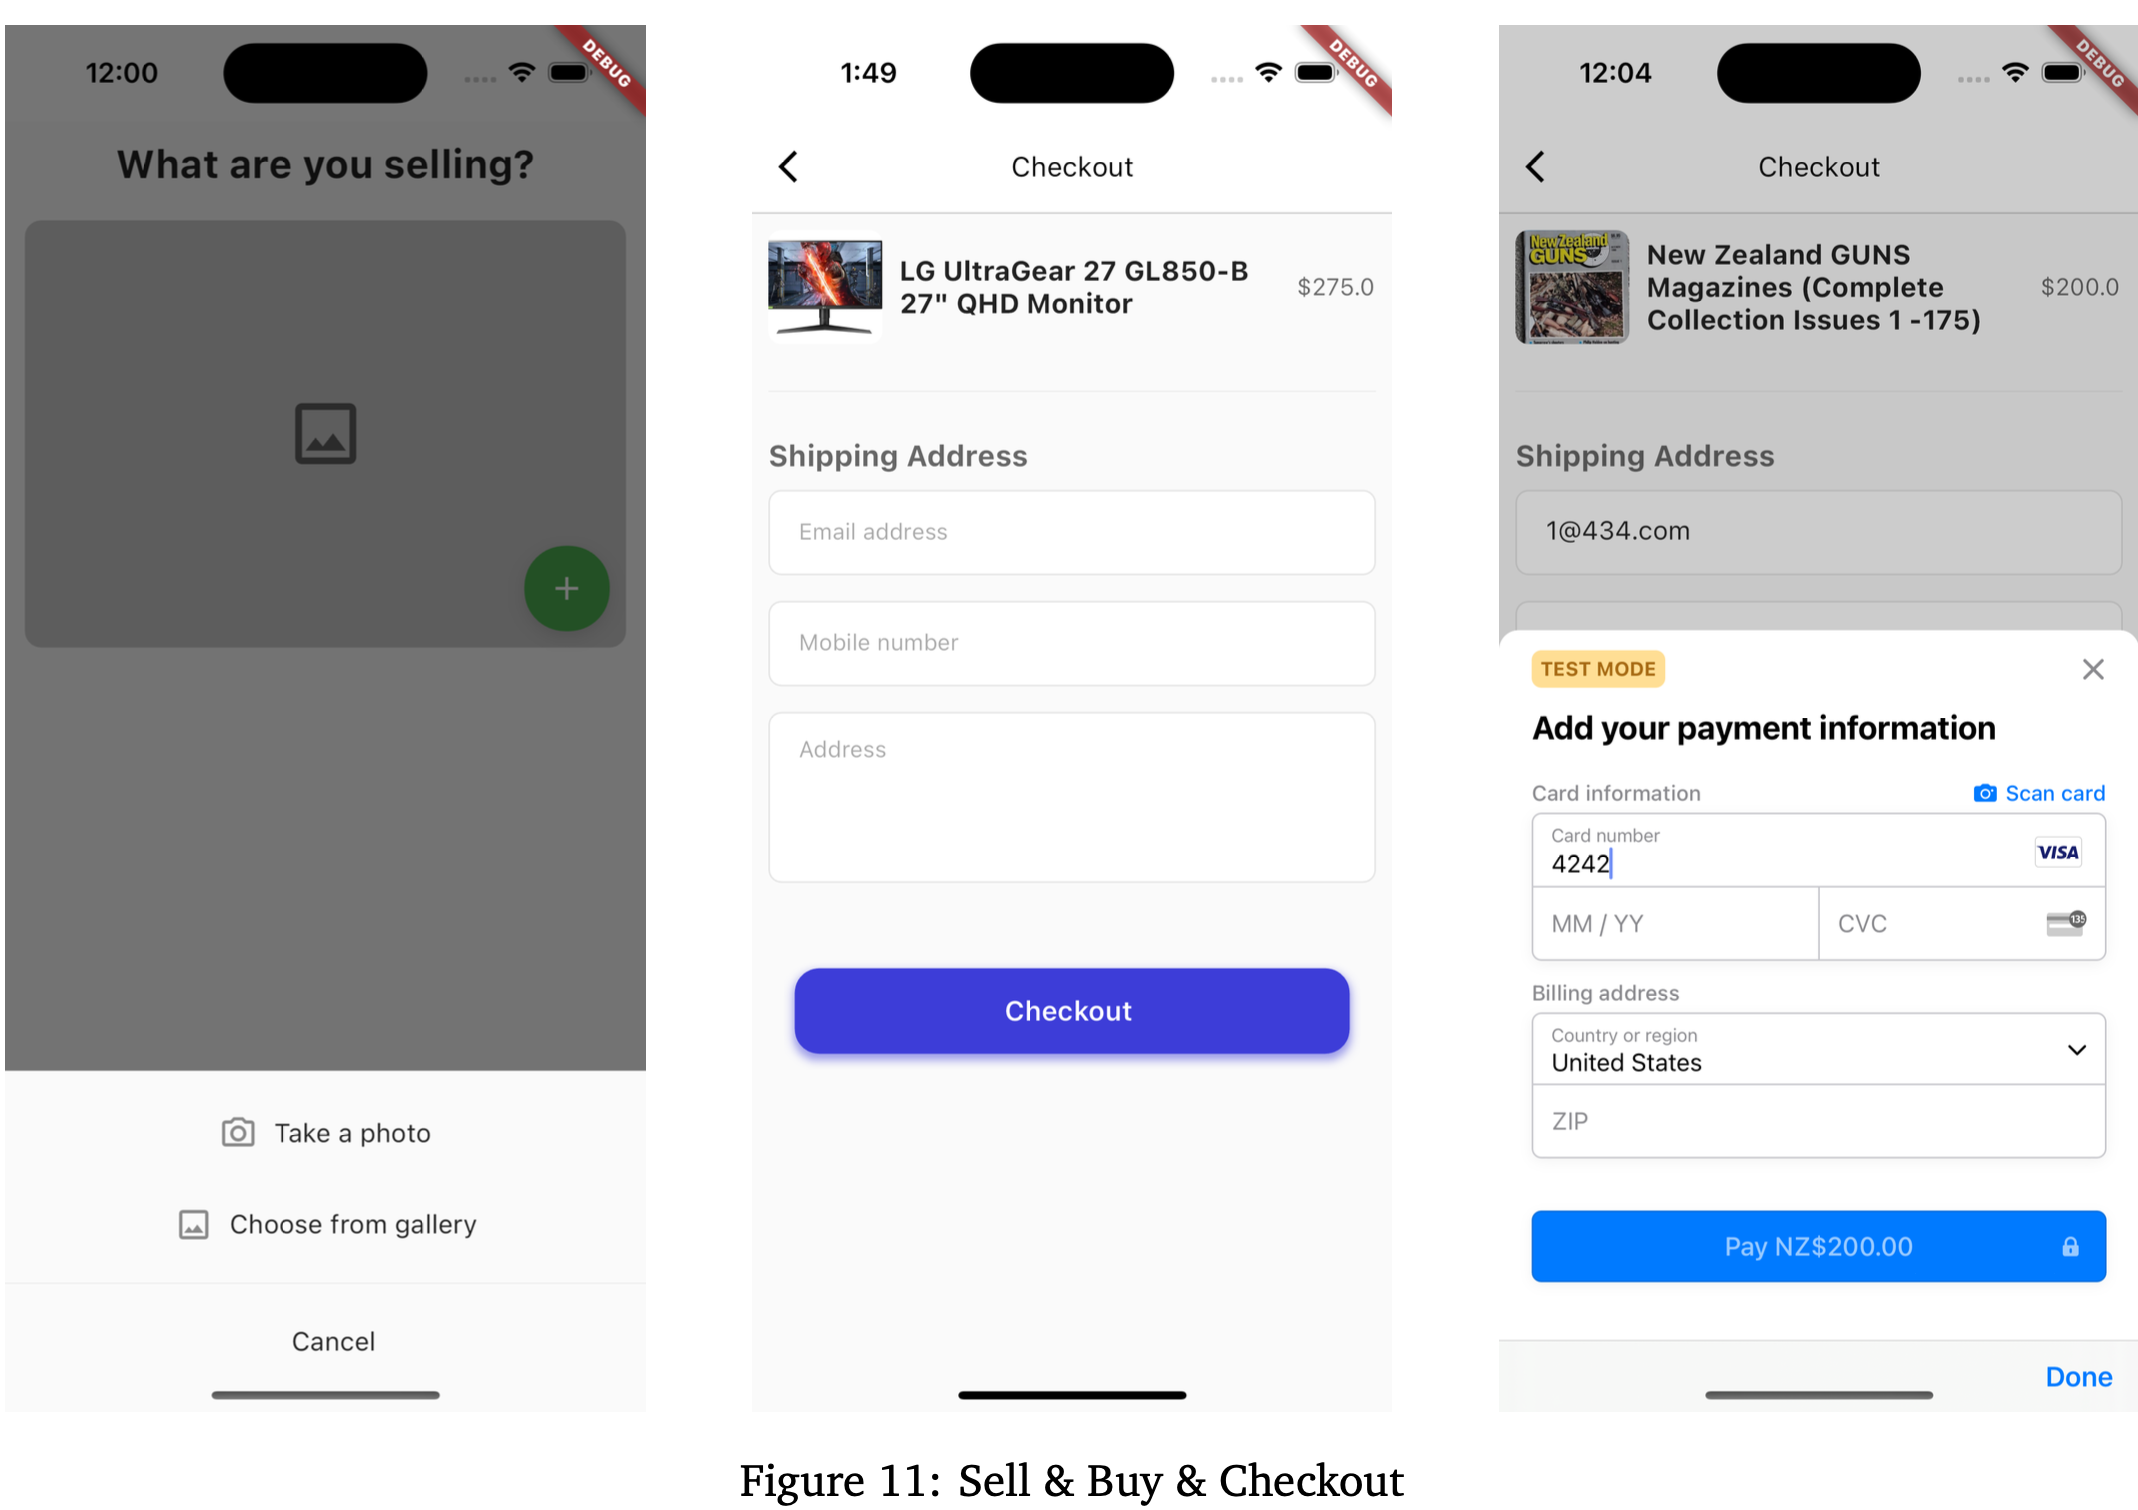 12:00
DEBUG
What are you selling?
Take a photo
Choose from gallery
Cancel
1:49
DEBUG
Checkout
LG UltraGear 27 GL850-B
27" QHD Monitor
$275.0
Shipping Address
Email address
Mobile number
Address
Checkout
12:04
DEBUG
Checkout
New Zealand
GUNS
New Zealand GUNS
Magazines (Complete
Collection Issues 1 -175)
$200.0
Shipping Address
1@434.com
TEST MODE
Add your payment information
Card information
Scan card
Card number
4242
VISA
MM / YY
CVC
135
Billing address
Country or region
United States
ZIP
Pay NZ$200.00
Done
Figure 11: Sell & Buy & Checkout